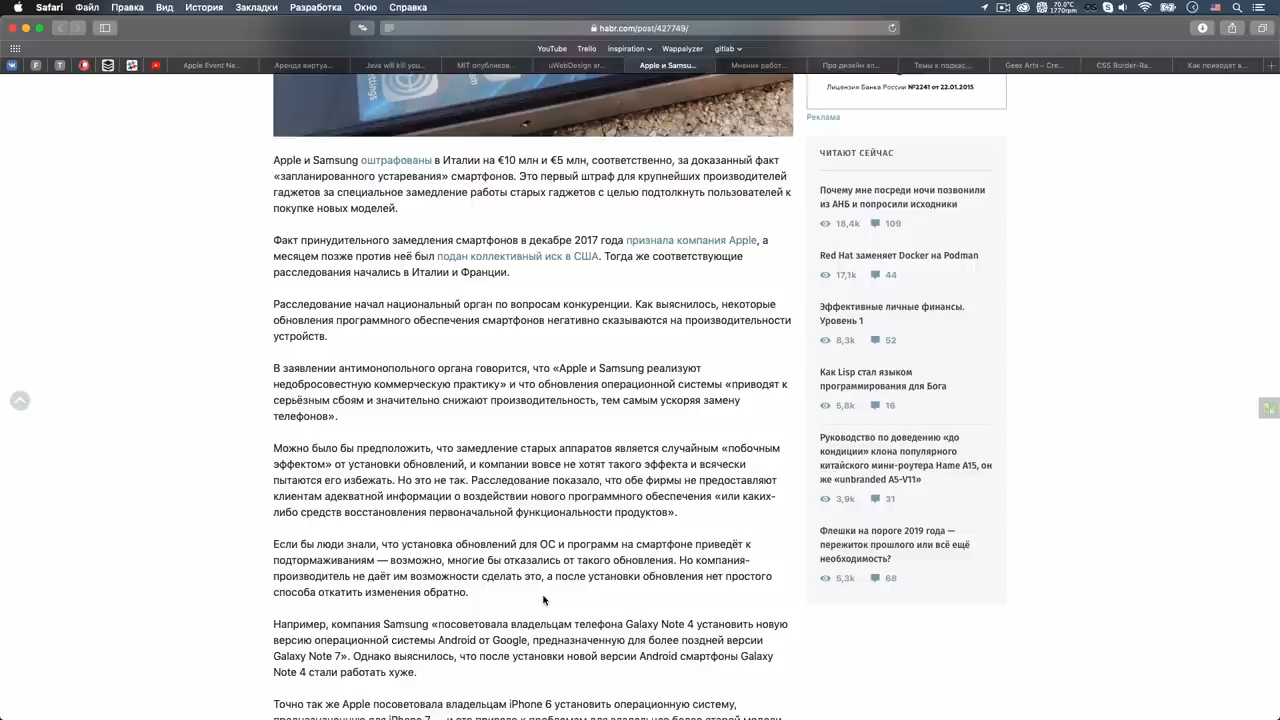 Safari Файл Правка Вид История Закладки Разработка Окно Справка
70.0°C
1770rpm
OS
habr.com/post/427749/
YouTube Trello inspiration Wappalyzer gitlab
Apple Event Ne... Аренда виртуа... Java will kill you... MIT опубликов... uWebDesign ar... Apple и Samsu... Мнения работ... Про дизайн эл... Темы к подкас... Geex Arts – Cre... CSS Border-Ra... Как приходят в...
Лицензия Банка России №2241 от 22.01.2015
Реклама
Settings
Apple и Samsung оштрафованы в Италии на €10 млн и €5 млн, соответственно, за доказанный факт
«запланированного устаревания» смартфонов. Это первый штраф для крупнейших производителей
гаджетов за специальное замедление работы старых гаджетов с целью подтолкнуть пользователей к
покупке новых моделей.
Факт принудительного замедления смартфонов в декабре 2017 года признала компания Apple, а
месяцем позже против неё был подан коллективный иск в США. Тогда же соответствующие
расследования начались в Италии и Франции.
Расследование начал национальный орган по вопросам конкуренции. Как выяснилось, некоторые
обновления программного обеспечения смартфонов негативно сказываются на производительности
устройств.
В заявлении антимонопольного органа говорится, что «Apple и Samsung реализуют
недобросовестную коммерческую практику» и что обновления операционной системы «приводят к
серьёзным сбоям и значительно снижают производительность, тем самым ускоряя замену
телефонов».
Можно было бы предположить, что замедление старых аппаратов является случайным «побочным
эффектом» от установки обновлений, и компании вовсе не хотят такого эффекта и всячески
пытаются его избежать. Но это не так. Расследование показало, что обе фирмы не предоставляют
клиентам адекватной информации о воздействии нового программного обеспечения «или каких-
либо средств восстановления первоначальной функциональности продуктов».
Если бы люди знали, что установка обновлений для ОС и программ на смартфоне приведёт к
подтормаживаниям — возможно, многие бы отказались от такого обновления. Но компания-
производитель не даёт им возможности сделать это, а после установки обновления нет простого
способа откатить изменения обратно.
Например, компания Samsung «посоветовала владельцам телефона Galaxy Note 4 установить новую
версию операционной системы Android от Google, предназначенную для более поздней версии
Galaxy Note 7». Однако выяснилось, что после установки новой версии Android смартфоны Galaxy
Note 4 стали работать хуже.
Точно так же Apple посоветовала владельцам iPhone 6 установить операционную систему,
предназначенную для iPhone 7 — и это привело к проблемам для владельцев более старой модели
ЧИТАЮТ СЕЙЧАС
Почему мне посреди ночи позвонили
из АНБ и попросили исходники
18,4k 109
Red Hat заменяет Docker на Podman
17,1k 44
Эффективные личные финансы.
Уровень 1
8,3k 52
Как Lisp стал языком
программирования для Бога
5,8k 16
Руководство по доведению «до
кондиции» клона популярного
китайского мини-роутера Hame A15, он
же «unbranded A5-V11»
3,9k 31
Флешки на пороге 2019 года —
пережиток прошлого или всё ещё
необходимость?
5,3k 68